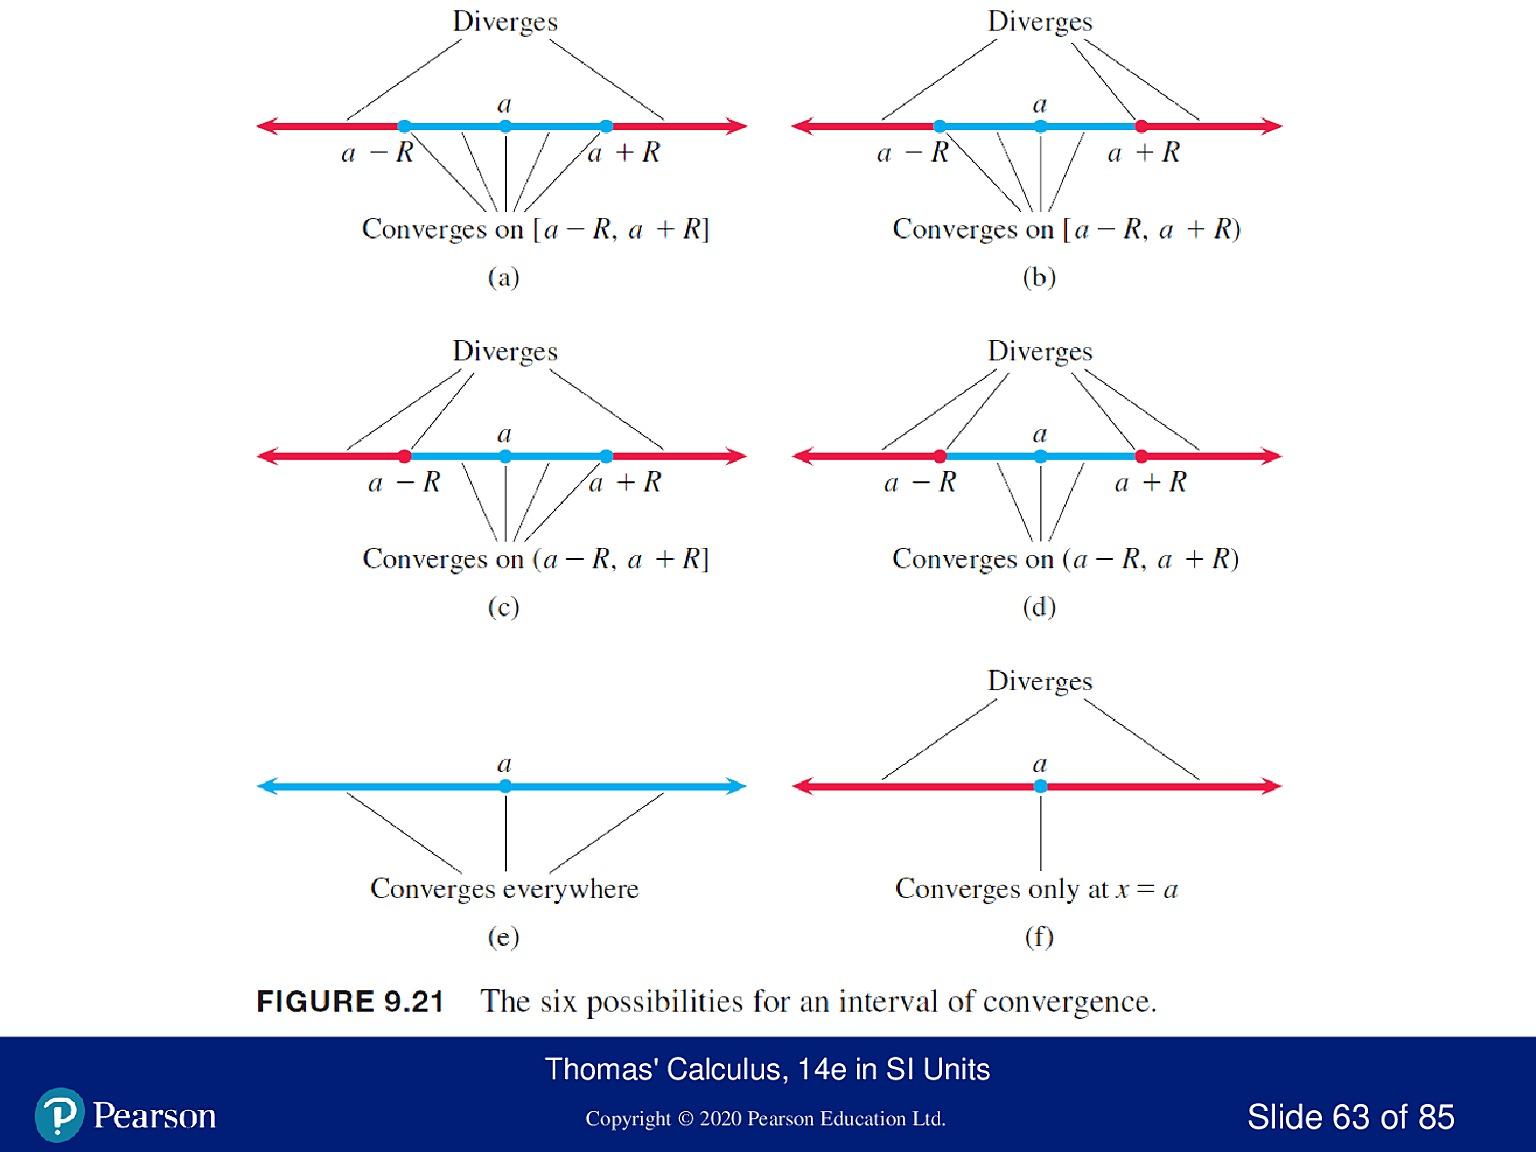 Diverges
a
a − R
a + R
Converges on [a − R, a + R]
(a)
Diverges
a
a − R
a + R
Converges on [a − R, a + R)
(b)
Diverges
a
a − R
a + R
Converges on (a − R, a + R]
(c)
Diverges
a
a − R
a + R
Converges on (a − R, a + R)
(d)
a
Converges everywhere
(e)
Diverges
a
Converges only at x = a
(f)
FIGURE 9.21 The six possibilities for an interval of convergence.
Thomas' Calculus, 14e in SI Units
Pearson
Copyright © 2020 Pearson Education Ltd.
Slide 63 of 85